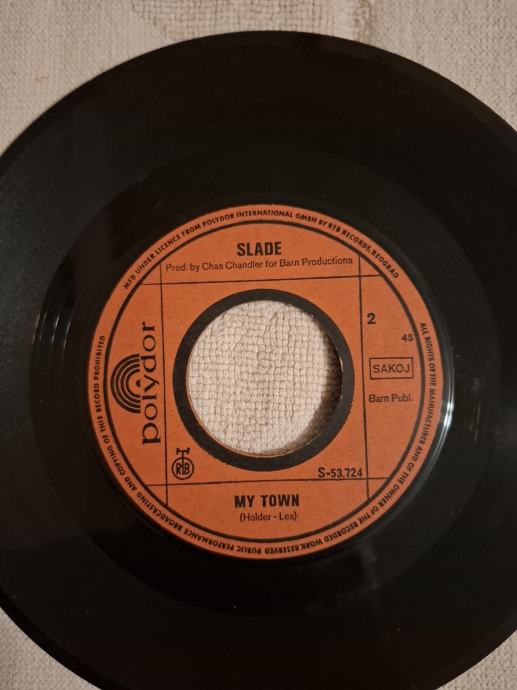 MFD UNDER LICENCE FROM POLYDOR INTERNATIONAL GMBH BY RTB RECORDS, BEOGRAD
SLADE
Prod. by Chas Chandler for Barn Productions
2
45
SAKOJ
Barn Publ.
polydor
RTB
S-53.724
MY TOWN
(Holder - Lea)
ALL RIGHTS OF THE MANUFACTURER AND OF THE OWNER OF THE RECORDED WORK RESERVED PUBLIC PERFORMANCE BROADCASTING AND COPYING OF THIS RECORD PROHIBITED